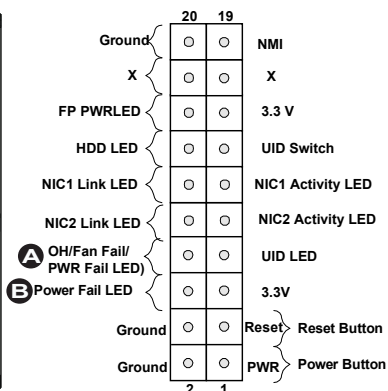 20 19
Ground NMI
X X
FP PWRLED 3.3 V
HDD LED UID Switch
NIC1 Link LED NIC1 Activity LED
NIC2 Link LED NIC2 Activity LED
A OH/Fan Fail/
PWR Fail LED) UID LED
B Power Fail LED 3.3V
Ground Reset Reset Button
Ground PWR Power Button
2 1